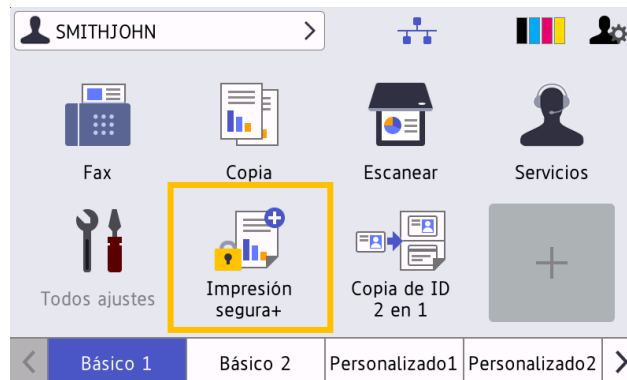 SMITHJOHN
Fax
Copia
Escanear
Servicios
Todos ajustes
Impresión
segura+
Copia de ID
2 en 1
Básico 1
Básico 2
Personalizado1
Personalizado2